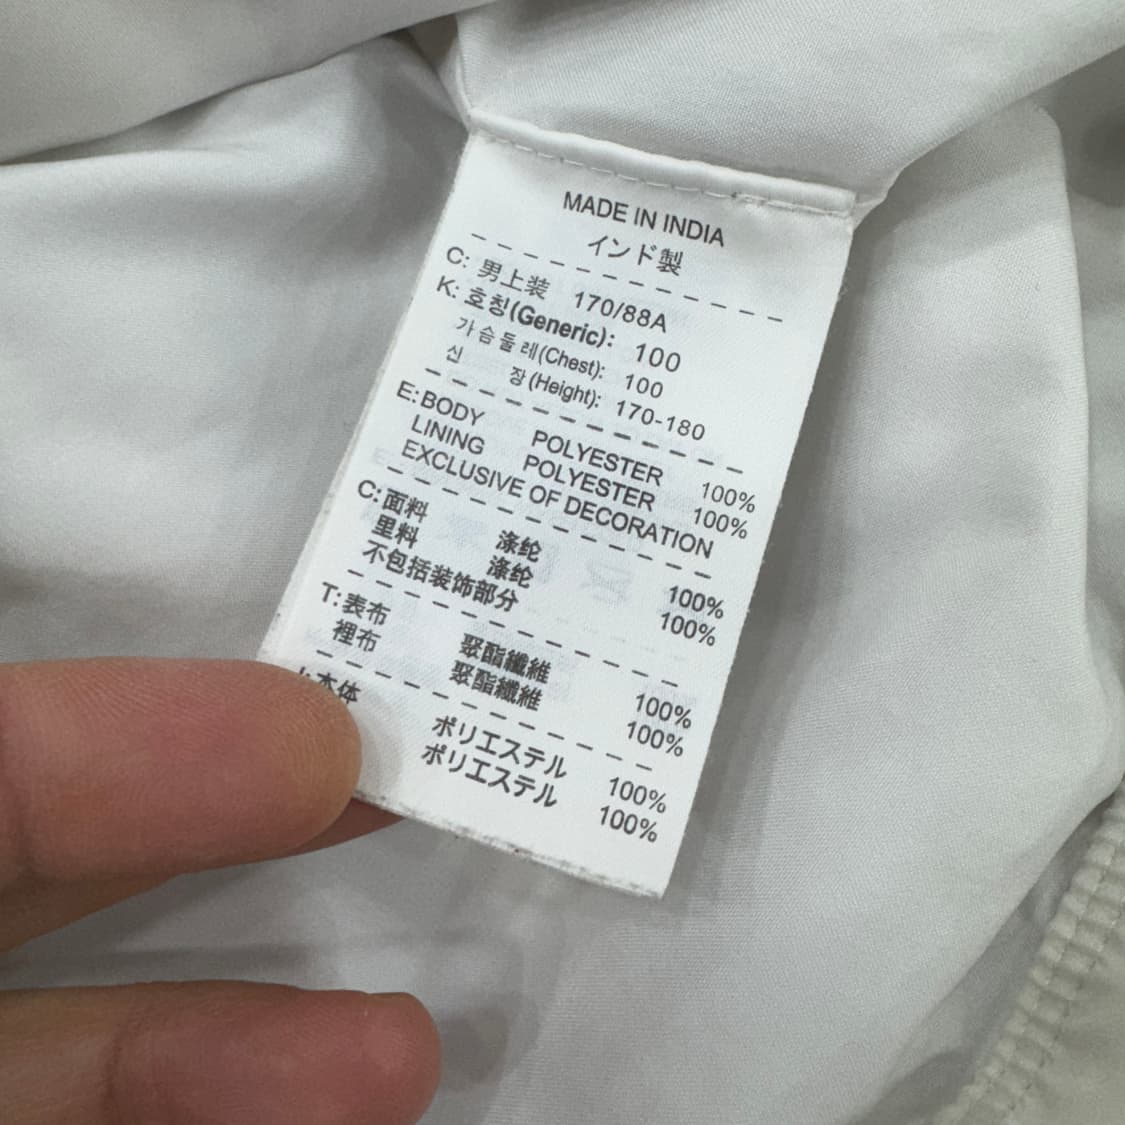 MADE IN INDIA
インド製
C: 男上装 170/88A
K: 호칭(Generic): 100
가슴둘레(Chest): 100
신 장(Height): 170-180
E: BODY POLYESTER 100%
LINING POLYESTER 100%
EXCLUSIVE OF DECORATION
C: 面料 涤纶 100%
里料 涤纶 100%
不包括装饰部分
T: 表布 聚酯纖維 100%
裡布 聚酯纖維 100%
本体 ポリエステル 100%
ポリエステル 100%